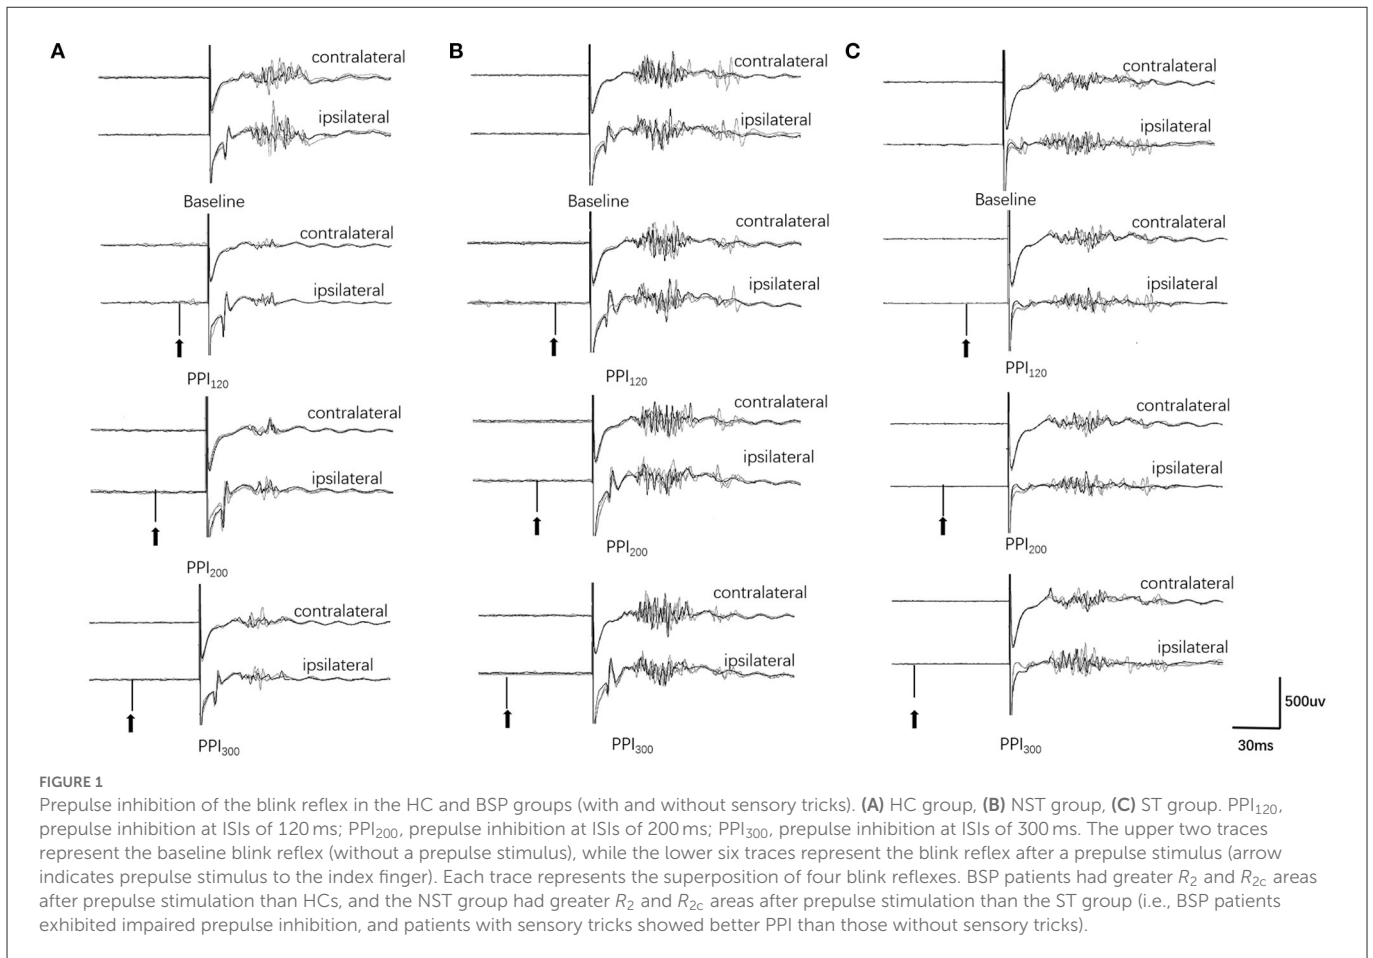 A
contralateral
ipsilateral
Baseline
contralateral
ipsilateral
PPI120
contralateral
ipsilateral
PPI200
contralateral
ipsilateral
PPI300
B
contralateral
ipsilateral
Baseline
contralateral
ipsilateral
PPI120
contralateral
ipsilateral
PPI200
contralateral
ipsilateral
PPI300
C
contralateral
ipsilateral
Baseline
contralateral
ipsilateral
PPI120
contralateral
ipsilateral
PPI200
contralateral
ipsilateral
PPI300
500uv
30ms
FIGURE 1
Prepulse inhibition of the blink reflex in the HC and BSP groups (with and without sensory tricks). (A) HC group, (B) NST group, (C) ST group. PPI120,
prepulse inhibition at ISIs of 120 ms; PPI200, prepulse inhibition at ISIs of 200 ms; PPI300, prepulse inhibition at ISIs of 300 ms. The upper two traces
represent the baseline blink reflex (without a prepulse stimulus), while the lower six traces represent the blink reflex after a prepulse stimulus (arrow
indicates prepulse stimulus to the index finger). Each trace represents the superposition of four blink reflexes. BSP patients had greater R2 and R2c areas
after prepulse stimulation than HCs, and the NST group had greater R2 and R2c areas after prepulse stimulation than the ST group (i.e., BSP patients
exhibited impaired prepulse inhibition, and patients with sensory tricks showed better PPI than those without sensory tricks).